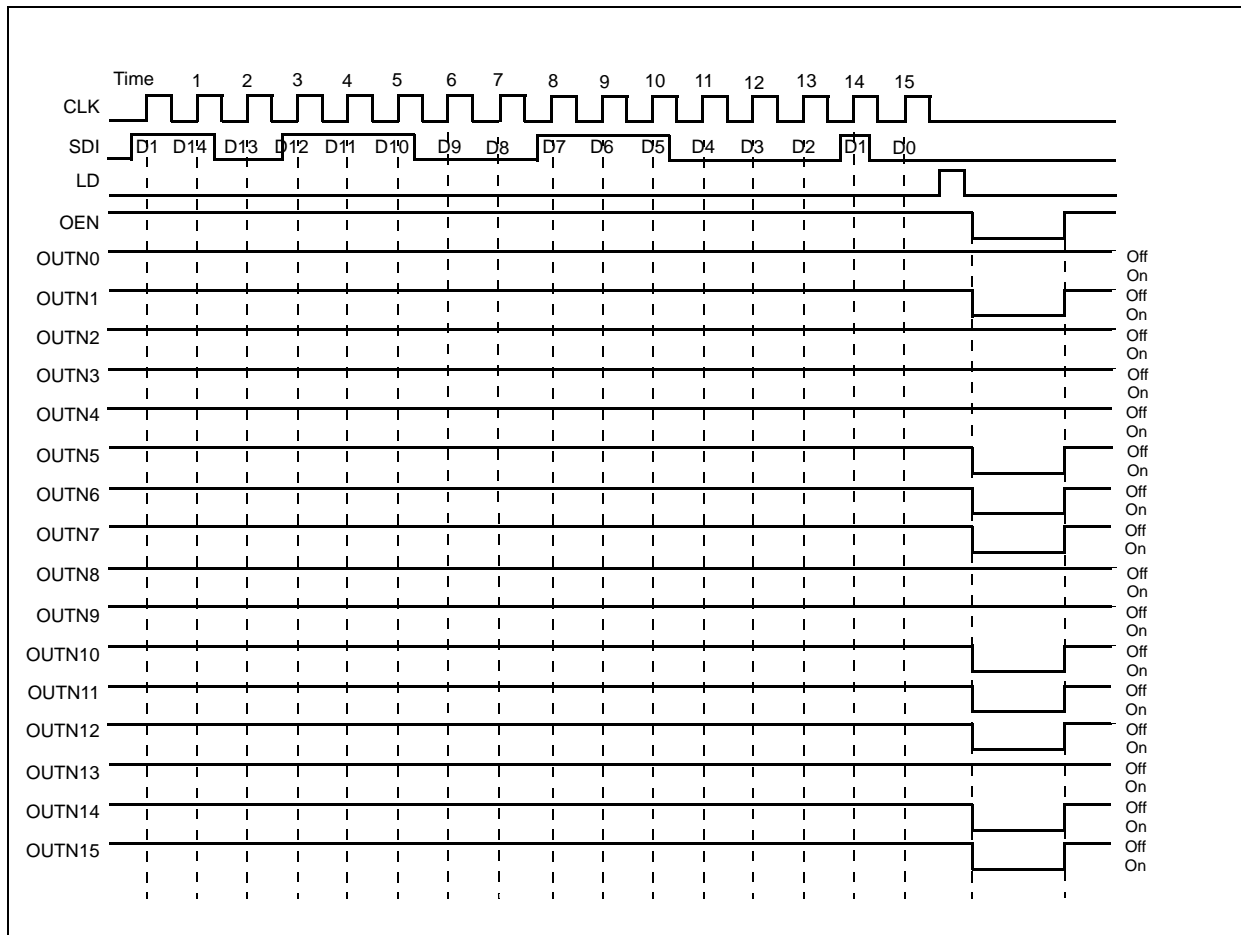 Time 1 2 3 4 5 6 7 8 9 10 11 12 13 14 15
CLK
SDI D1 D14 D13 D12 D11 D10 D9 D8 D7 D6 D5 D4 D3 D2 D1 D0
LD
OEN
OUTN0 Off
On
OUTN1 Off
On
OUTN2 Off
On
OUTN3 Off
On
OUTN4 Off
On
OUTN5 Off
On
OUTN6 Off
On
OUTN7 Off
On
OUTN8 Off
On
OUTN9 Off
On
OUTN10 Off
On
OUTN11 Off
On
OUTN12 Off
On
OUTN13 Off
On
OUTN14 Off
On
OUTN15 Off
On